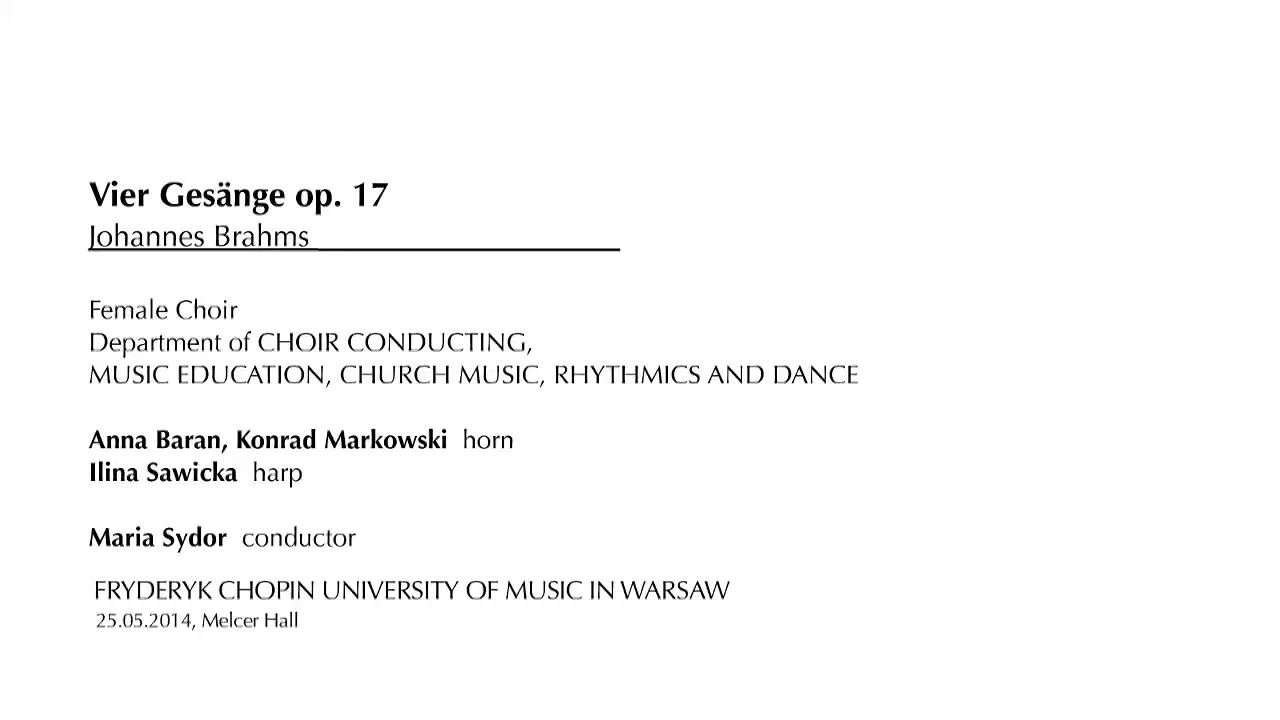 Vier Gesänge op. 17
Johannes Brahms
Female Choir
Department of CHOIR CONDUCTING,
MUSIC EDUCATION, CHURCH MUSIC, RHYTHMICS AND DANCE
Anna Baran, Konrad Markowski horn
Ilina Sawicka harp
Maria Sydor conductor
FRYDERYK CHOPIN UNIVERSITY OF MUSIC IN WARSAW
25.05.2014, Melcer Hall